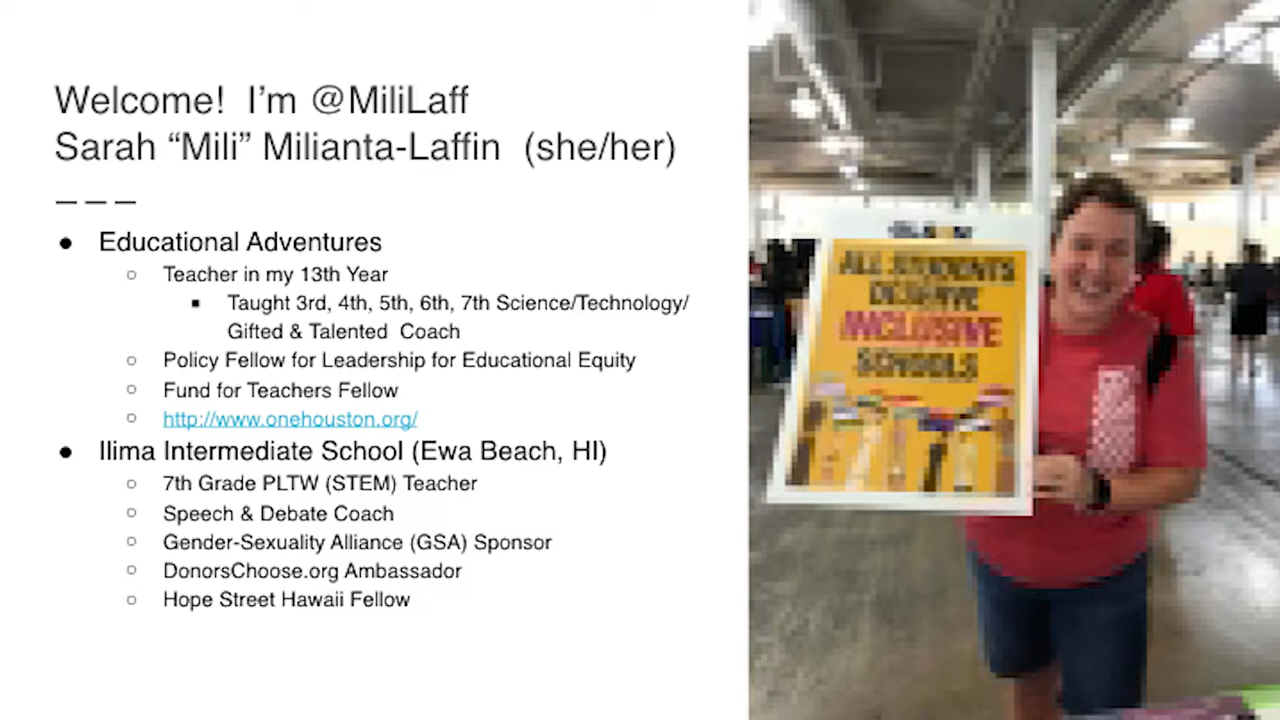 Welcome! I'm @MiliLaff
Sarah “Mili” Milianta-Laffin (she/her)
● Educational Adventures
○ Teacher in my 13th Year
■ Taught 3rd, 4th, 5th, 6th, 7th Science/Technology/
Gifted & Talented Coach
○ Policy Fellow for Leadership for Educational Equity
○ Fund for Teachers Fellow
○ http://www.onehouston.org/
● Ilima Intermediate School (Ewa Beach, HI)
○ 7th Grade PLTW (STEM) Teacher
○ Speech & Debate Coach
○ Gender-Sexuality Alliance (GSA) Sponsor
○ DonorsChoose.org Ambassador
○ Hope Street Hawaii Fellow
ALL STUDENTS
DESERVE
INCLUSIVE
SCHOOLS